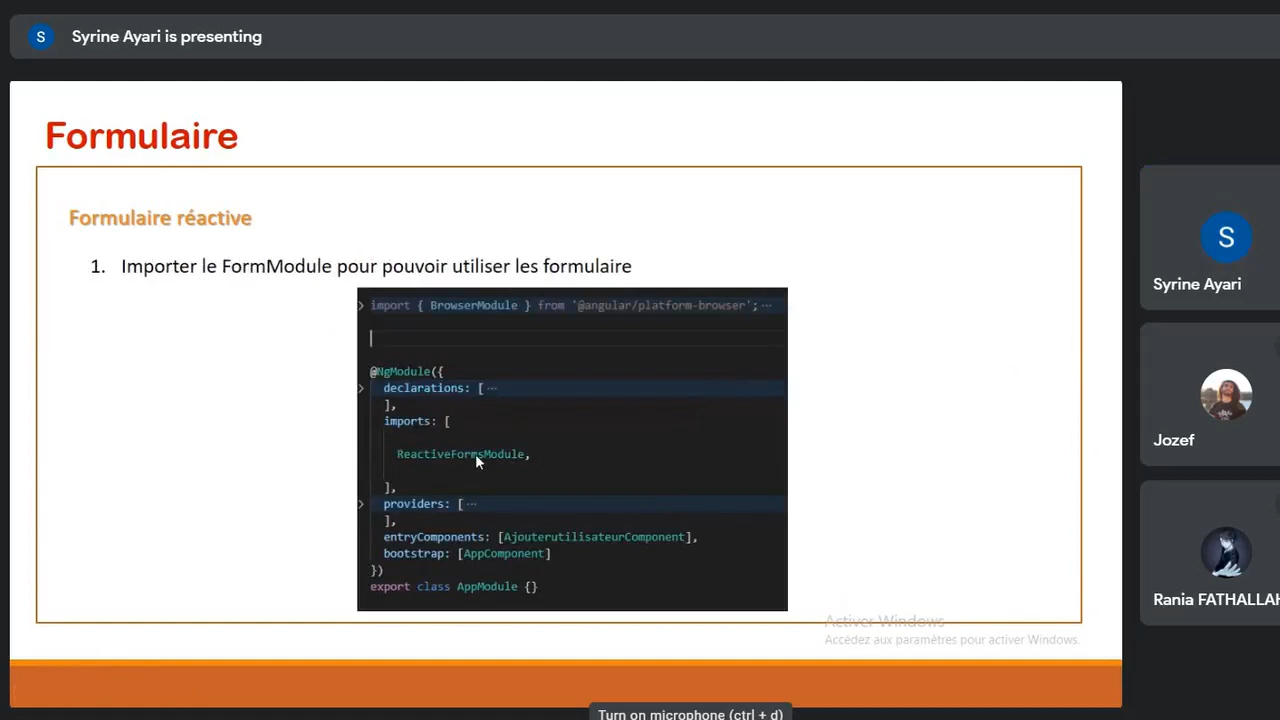 S Syrine Ayari is presenting
Formulaire
Formulaire réactive
1. Importer le FormModule pour pouvoir utiliser les formulaire
import { BrowserModule } from '@angular/platform-browser'; ···
@NgModule({
declarations: [ ···
],
imports: [
ReactiveFormsModule,
],
providers: [ ···
],
entryComponents: [AjouterutilisateurComponent],
bootstrap: [AppComponent]
})
export class AppModule {}
Activer Windows
Accédez aux paramètres pour activer Windows.
S
Syrine Ayari
Jozef
Rania FATHALLAH
Turn on microphone (ctrl + d)